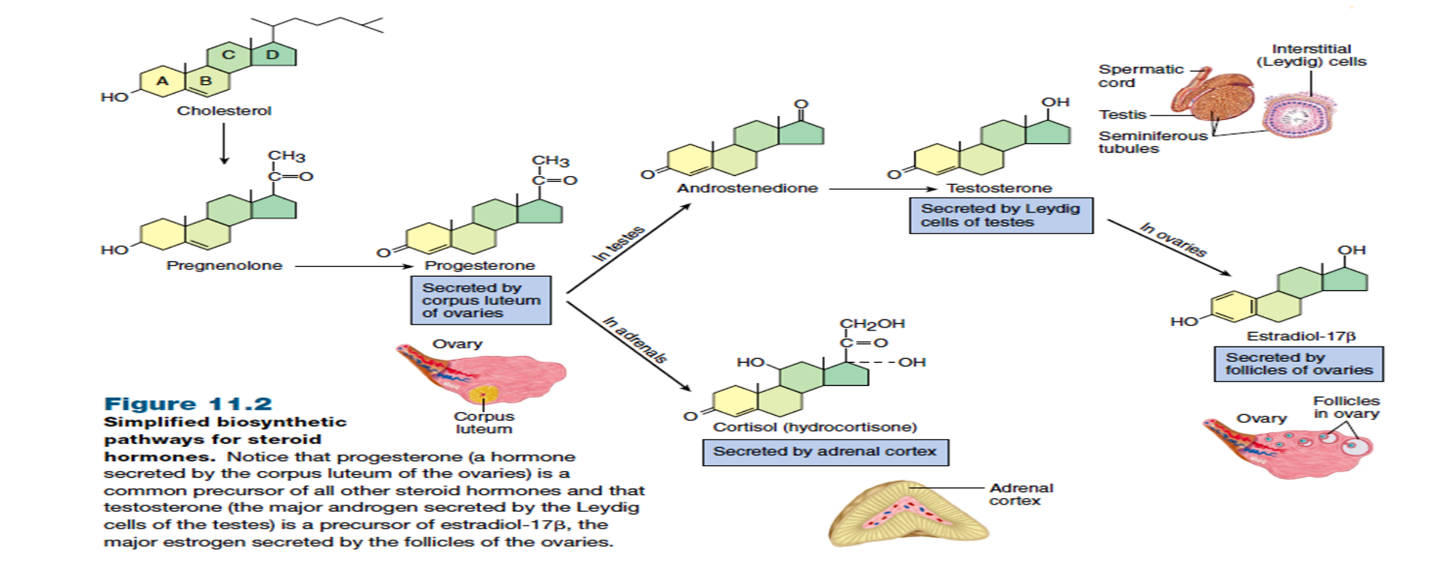 C
D
A
B
HO
Cholesterol
CH3
C=O
HO
Pregnenolone
CH3
C=O
O
Progesterone
Secreted by
corpus luteum
of ovaries
Ovary
Corpus
luteum
In testes
In adrenals
O
O
Androstenedione
OH
O
Testosterone
Secreted by Leydig
cells of testes
CH2OH
C=O
HO
OH
O
Cortisol (hydrocortisone)
Secreted by adrenal cortex
Adrenal
cortex
Interstitial
(Leydig) cells
Spermatic
cord
Testis
Seminiferous
tubules
In ovaries
OH
HO
Estradiol-17β
Secreted by
follicles of ovaries
Follicles
in ovary
Ovary
Figure 11.2
Simplified biosynthetic
pathways for steroid
hormones. Notice that progesterone (a hormone
secreted by the corpus luteum of the ovaries) is a
common precursor of all other steroid hormones and that
testosterone (the major androgen secreted by the Leydig
cells of the testes) is a precursor of estradiol-17β, the
major estrogen secreted by the follicles of the ovaries.